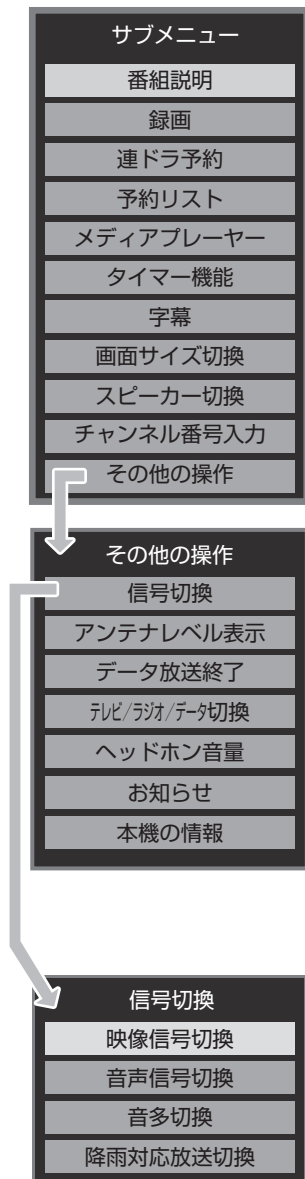 サブメニュー
番組説明
録画
連ドラ予約
予約リスト
メディアプレーヤー
タイマー機能
字幕
画面サイズ切換
スピーカー切換
チャンネル番号入力
その他の操作
その他の操作
信号切換
アンテナレベル表示
データ放送終了
テレビ/ラジオ/データ切換
ヘッドホン音量
お知らせ
本機の情報
信号切換
映像信号切換
音声信号切換
音多切換
降雨対応放送切換